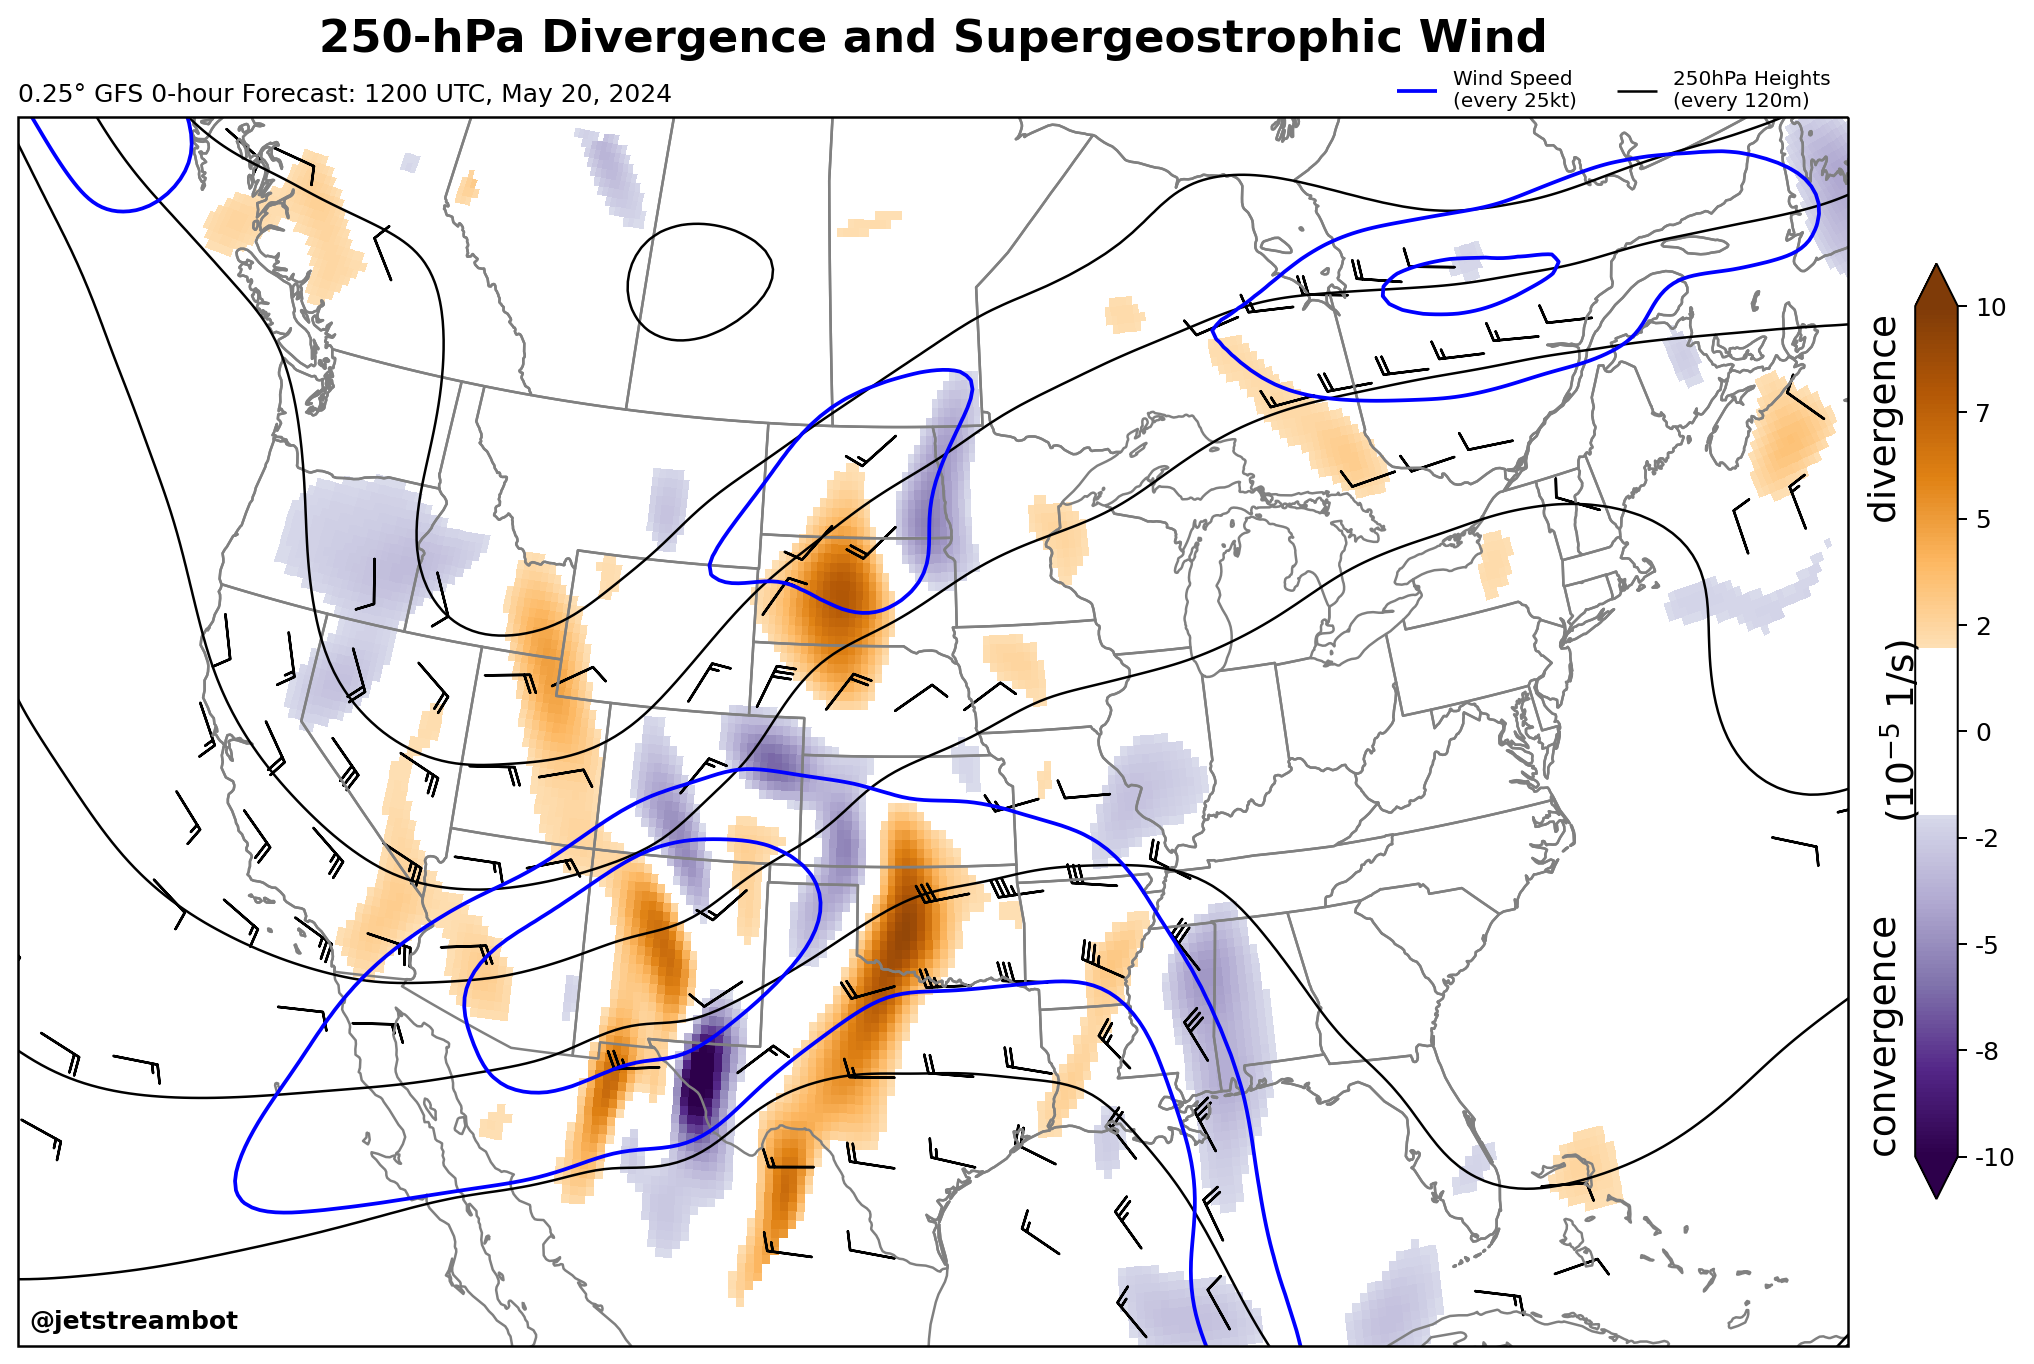 250-hPa Divergence and Supergeostrophic Wind
0.25° GFS 0-hour Forecast: 1200 UTC, May 20, 2024
Wind Speed
(every 25kt)
250hPa Heights
(every 120m)
10
7
5
2
0
-2
-5
-8
-10
convergence (10⁻⁵ 1/s) divergence
@jetstreambot